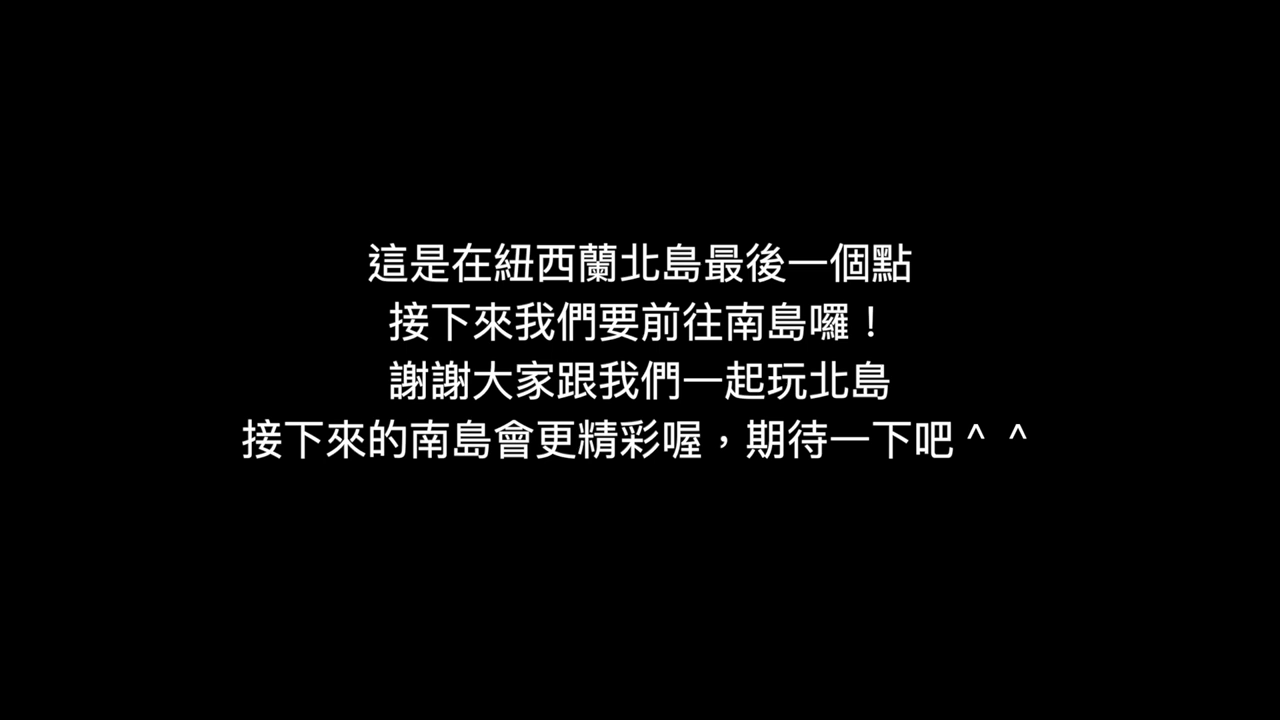 這是在紐西蘭北島最後一個點
接下來我們要前往南島囉！
謝謝大家跟我們一起玩北島
接下來的南島會更精彩喔，期待一下吧＾＾